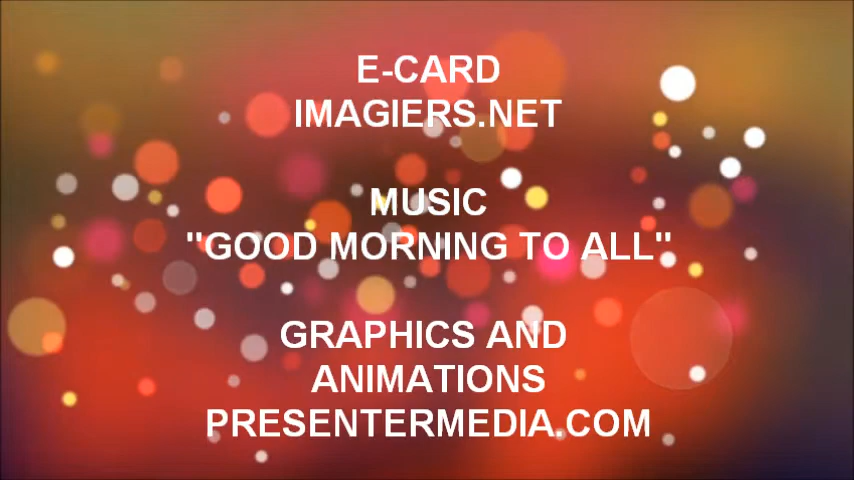 E-CARD
IMAGIERS.NET
MUSIC
"GOOD MORNING TO ALL"
GRAPHICS AND
ANIMATIONS
PRESENTERMEDIA.COM